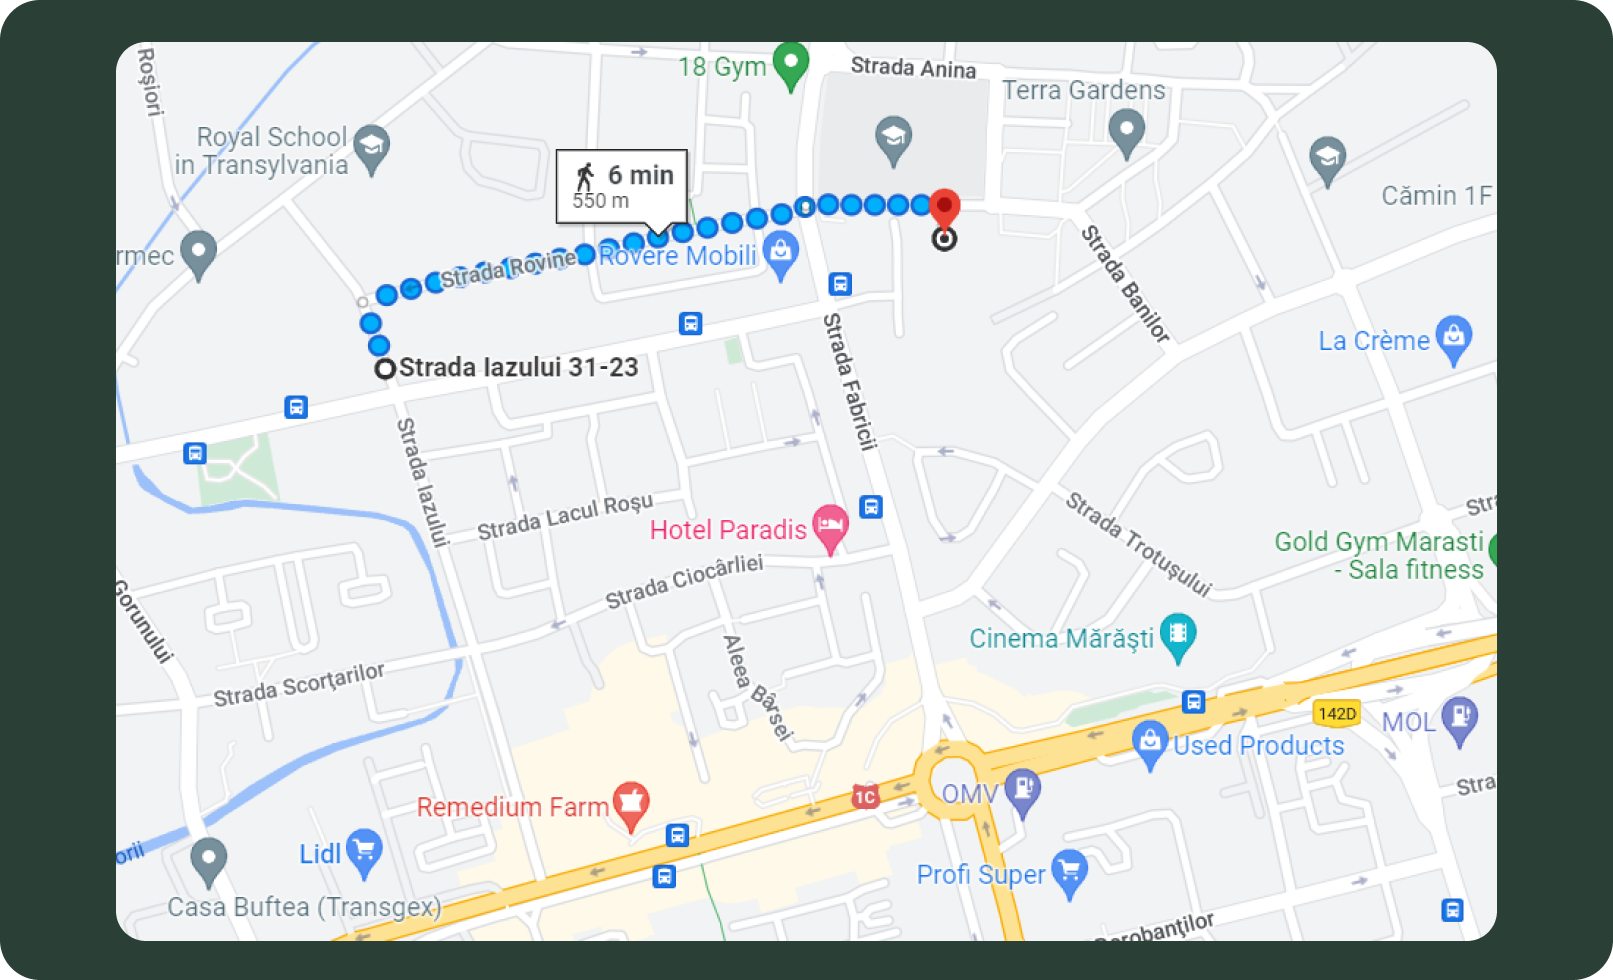 Roșiori
18 Gym
Strada Anina
Terra Gardens
Royal School
in Transylvania
6 min
550 m
Cămin 1F
rmec
Strada Rovine
Rovere Mobili
Strada Banilor
Strada Fabricii
La Crème
Strada Iazului 31-23
Strada Iazului
Strada Lacul Roșu
Hotel Paradis
Strada Trotușului
Stra
Gold Gym Marasti
- Sala fitness
Strada Ciocârliei
Gorunului
Cinema Mărăști
Aleea Bârsei
Strada Scorțarilor
142D
MOL
Used Products
Stra
1C
OMV
Remedium Farm
Lidl
orii
Profi Super
Casa Buftea (Transgex)
Dorobanților